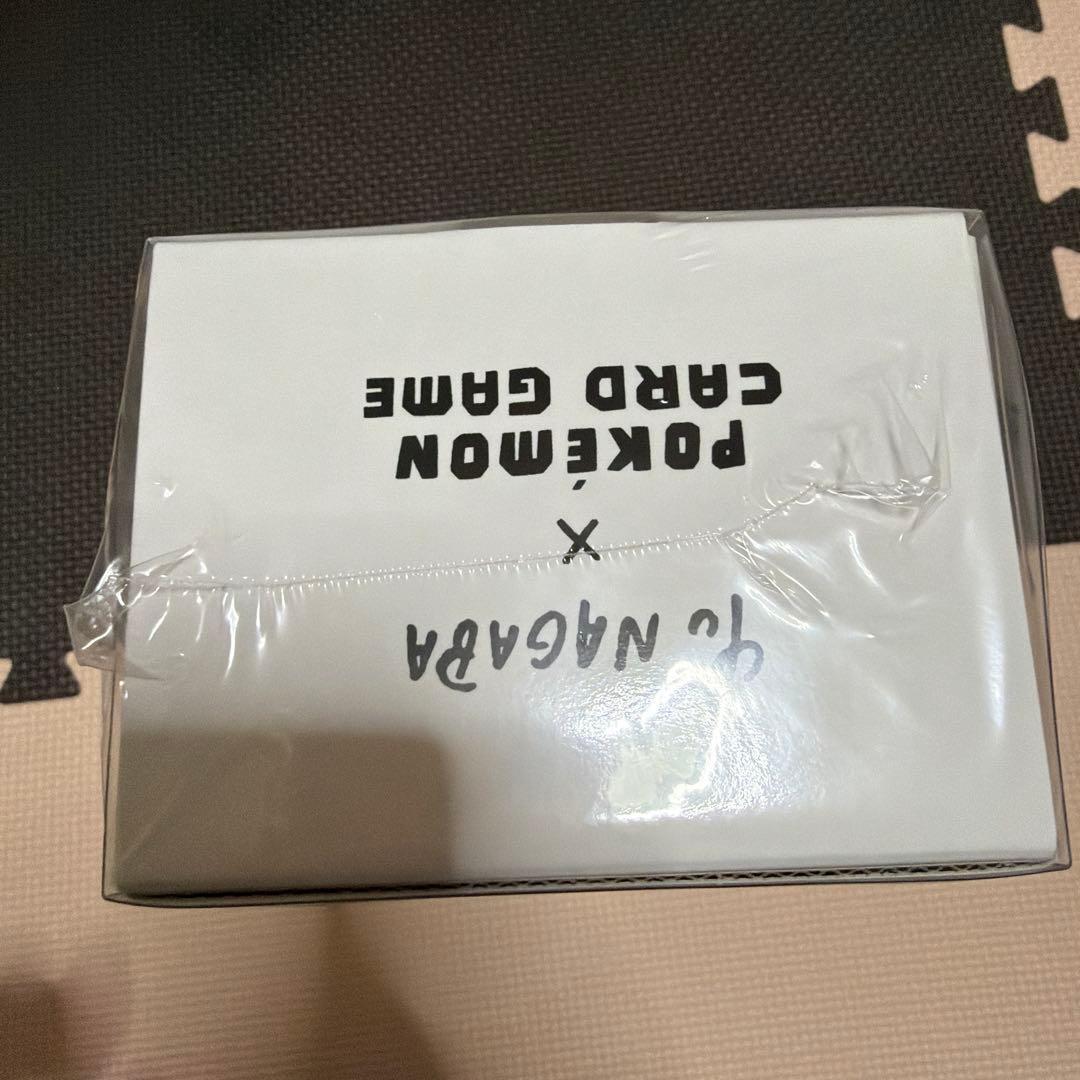 YU NAGABA
×
POKÉMON
CARD GAME